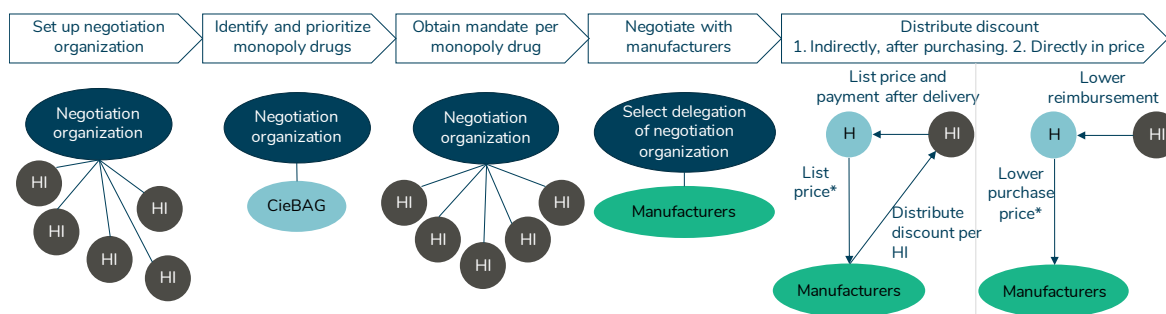 Set up negotiation
organization
Identify and prioritize
monopoly drugs
Obtain mandate per
monopoly drug
Negotiate with
manufacturers
Distribute discount
1. Indirectly, after purchasing. 2. Directly in price
Negotiation
organization
HI
HI
HI
HI
HI
Negotiation
organization
CieBAG
Negotiation
organization
HI
HI
HI
HI
HI
Select delegation
of negotiation
organization
Manufacturers
List price and
payment after delivery
H
HI
List
price*
Distribute
discount per
HI
Manufacturers
Lower
reimbursement
H
HI
Lower
purchase
price*
Manufacturers